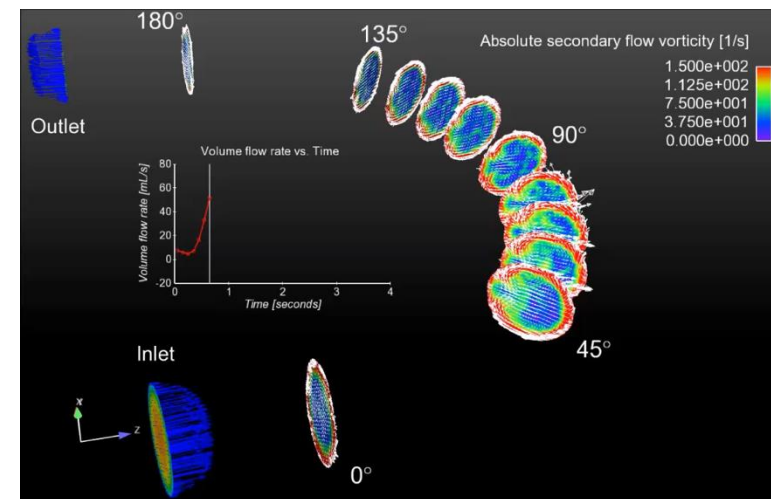 180°
135°
Absolute secondary flow vorticity [1/s]
1.500e+002
1.125e+002
7.500e+001
3.750e+001
0.000e+000
Outlet
90°
Volume flow rate vs. Time
Volume flow rate [mL/s]
80
60
40
20
0
-20
0
1
2
3
4
Time [seconds]
45°
Inlet
x
z
0°